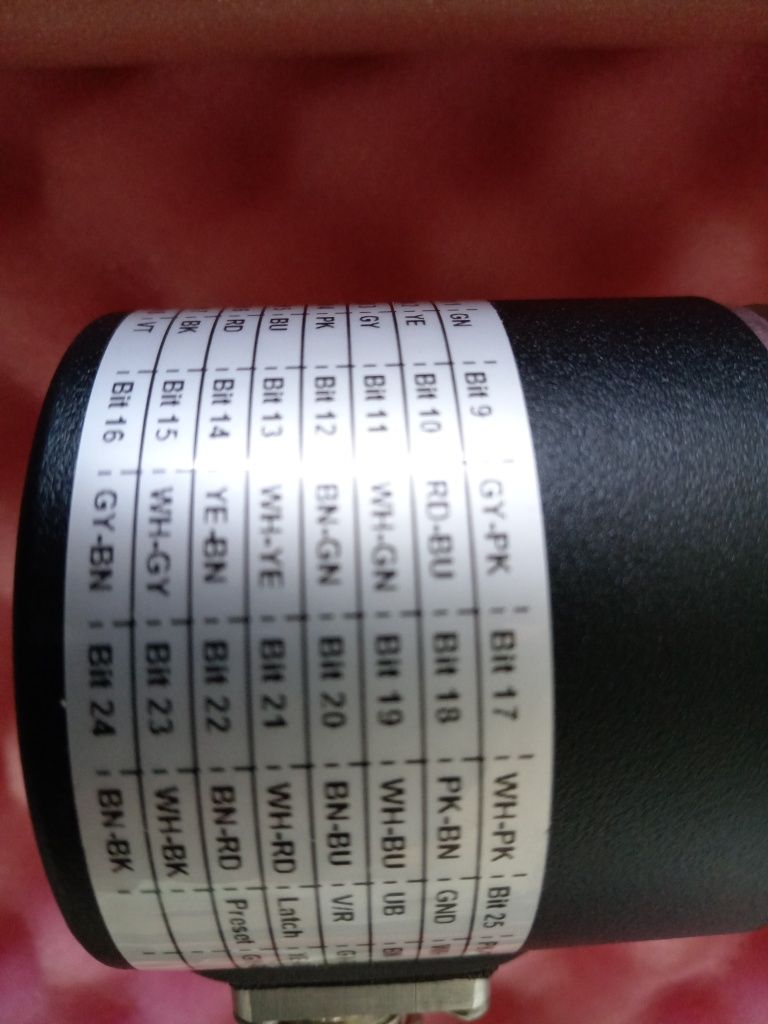 GN Bit 9 GY-PK Bit 17 WH-PK Bit 25
YE Bit 10 RD-BU Bit 18 PK-BN GND
GY Bit 11 WH-GN Bit 19 WH-BU UB
PK Bit 12 BN-GN Bit 20 BN-BU V/R
BU Bit 13 WH-YE Bit 21 WH-RD Latch
RD Bit 14 YE-BN Bit 22 BN-RD Preset
BK Bit 15 WH-GY Bit 23 WH-BK
VT Bit 16 GY-BN Bit 24 BN-BK